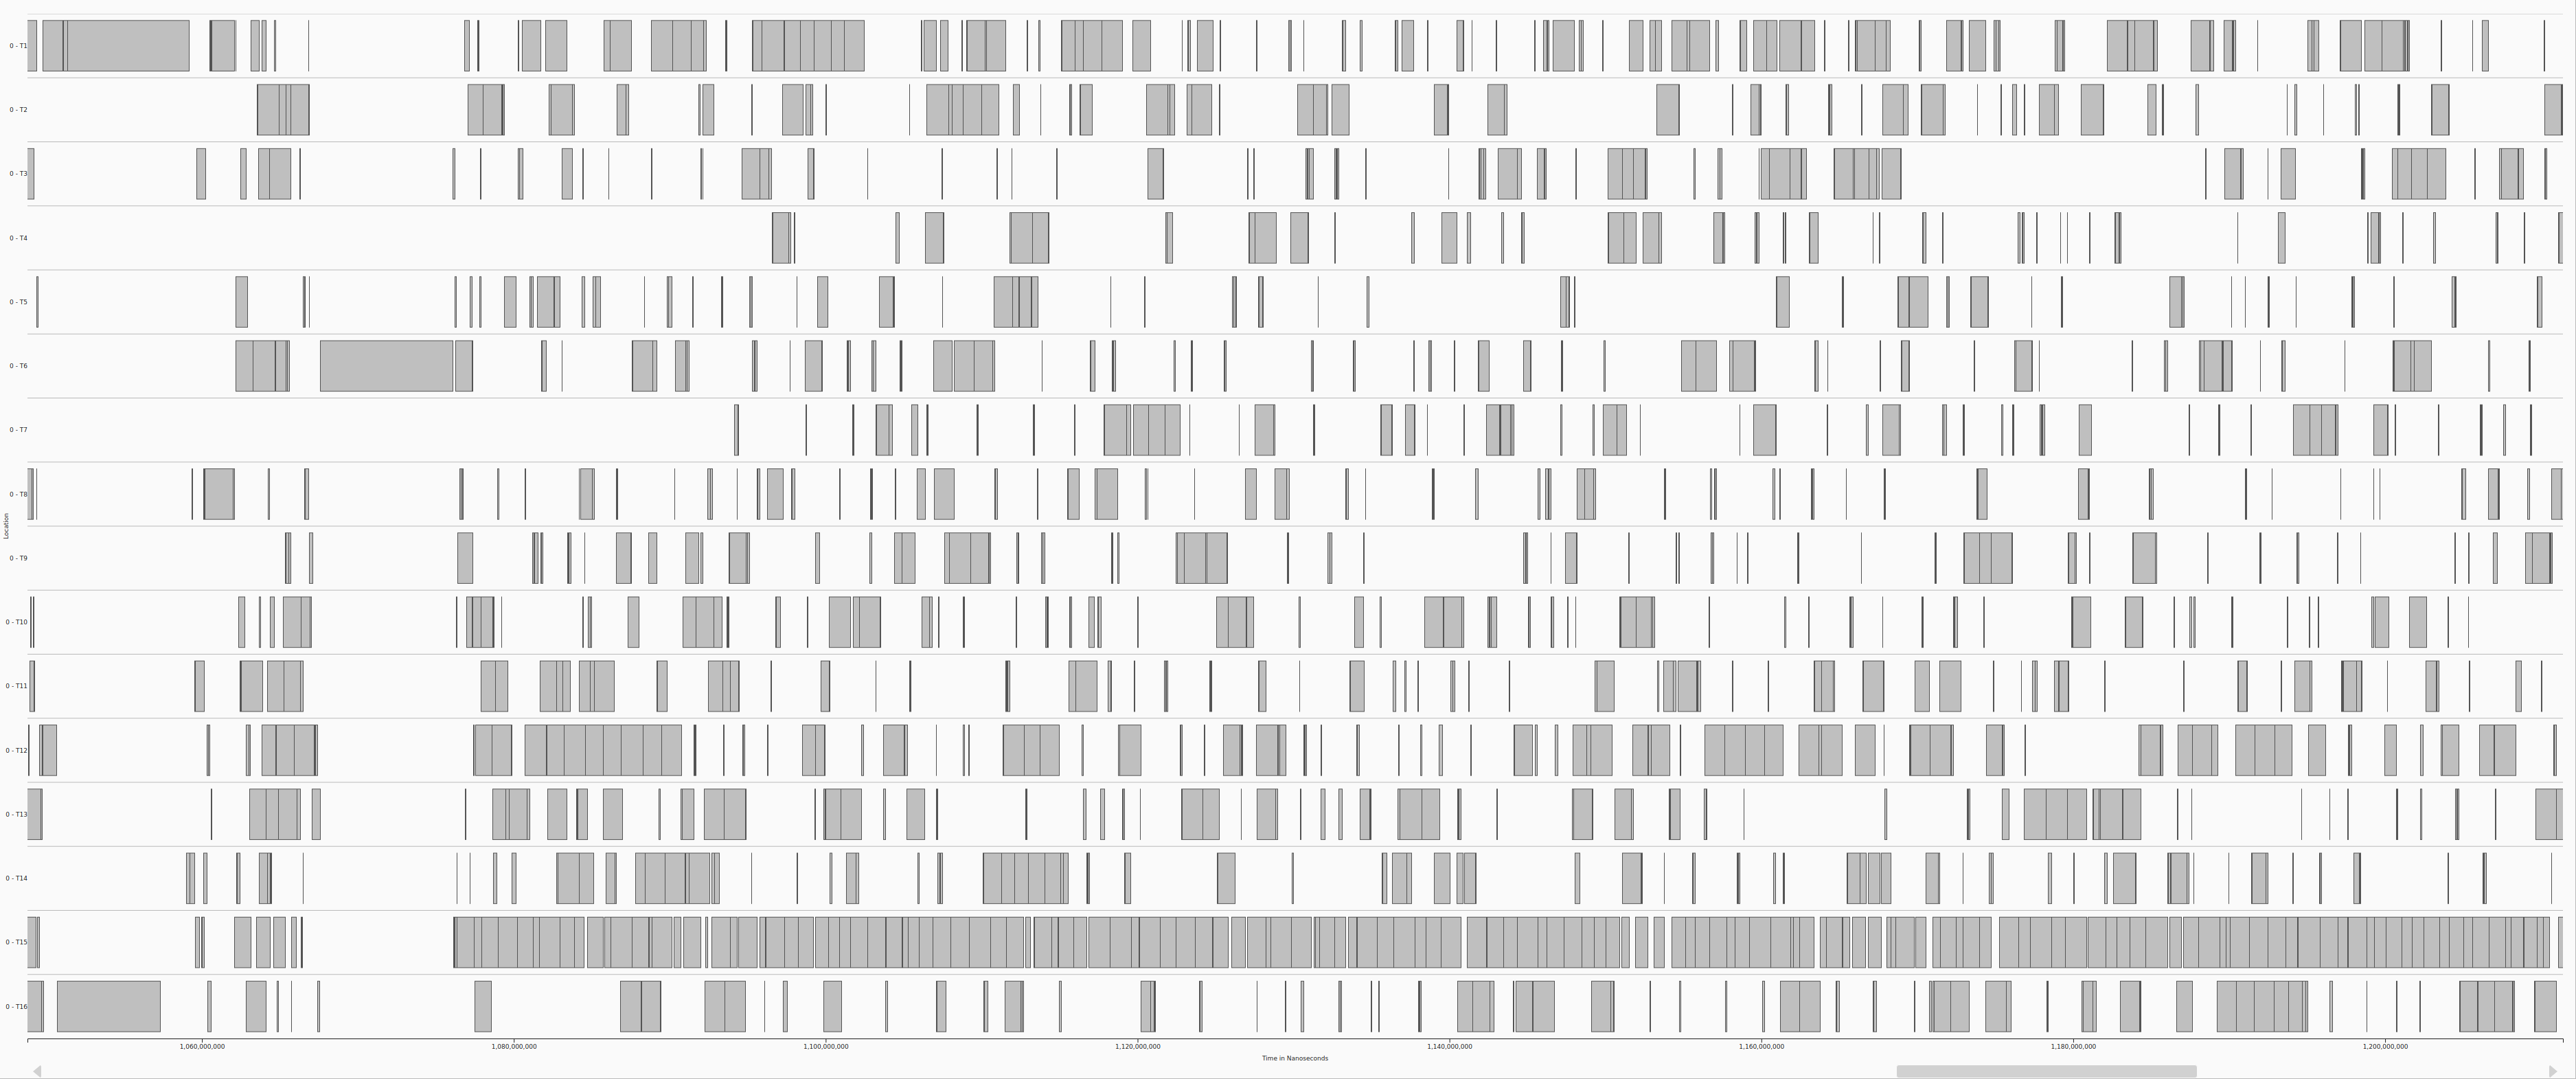 0 - T1
0 - T2
0 - T3
0 - T4
0 - T5
0 - T6
0 - T7
0 - T8
Location
0 - T9
0 - T10
0 - T11
0 - T12
0 - T13
0 - T14
0 - T15
0 - T16
1,060,000,000 1,080,000,000 1,100,000,000 1,120,000,000 1,140,000,000 1,160,000,000 1,180,000,000 1,200,000,000
Time in Nanoseconds